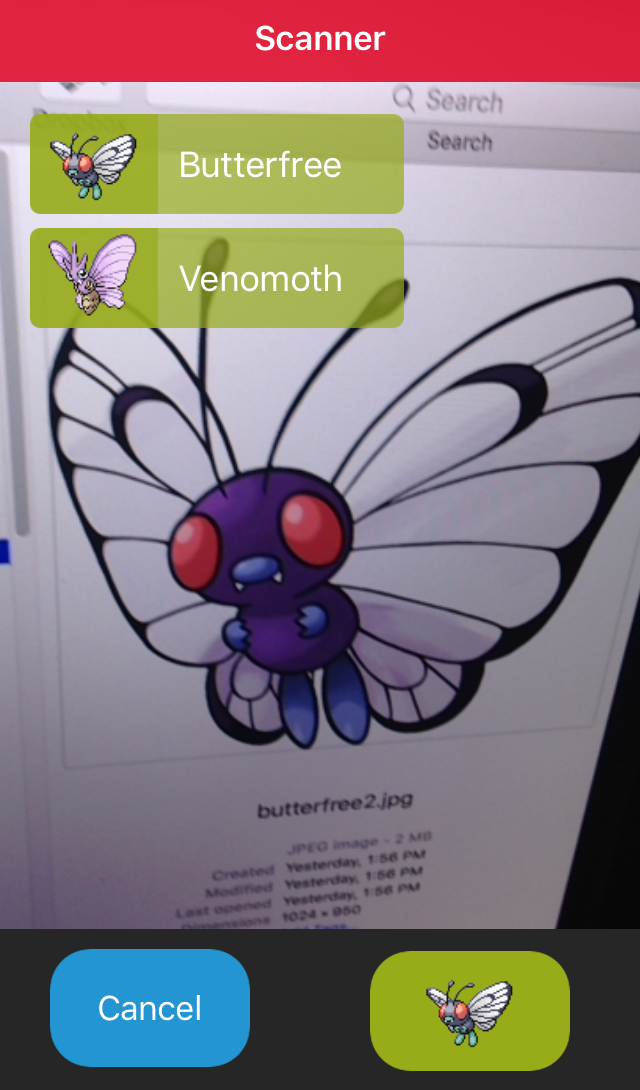 Scanner
Search
Search
Butterfree
Venomoth
butterfree2.jpg
JPEG image - 2 MB
Created Yesterday, 1:56 PM
Modified Yesterday, 1:56 PM
Last opened Yesterday, 1:56 PM
Dimensions 1024 × 950
Cancel